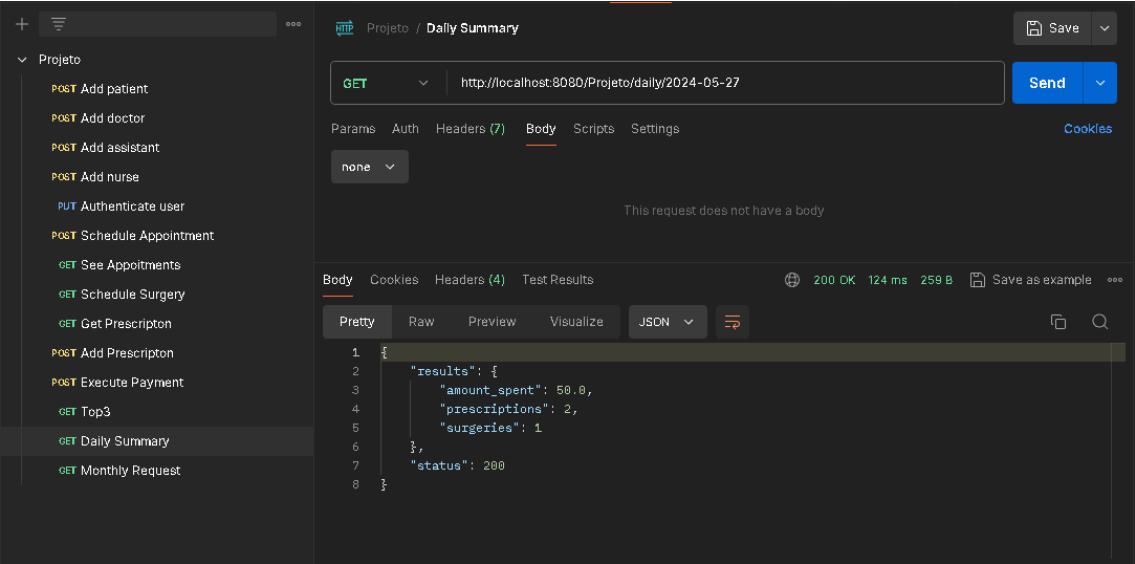 HTTP Projeto / Daily Summary
Save
Projeto
POST Add patient
POST Add doctor
POST Add assistant
POST Add nurse
PUT Authenticate user
POST Schedule Appointment
GET See Appoitments
GET Schedule Surgery
GET Get Prescripton
POST Add Prescripton
POST Execute Payment
GET Top3
GET Daily Summary
GET Monthly Request
GET http://localhost:8080/Projeto/daily/2024-05-27
Send
Params Auth Headers (7) Body Scripts Settings Cookies
none
This request does not have a body
Body Cookies Headers (4) Test Results 200 OK 124 ms 259 B Save as example
Pretty Raw Preview Visualize JSON
1 {
2 "results": {
3 "amount_spent": 50.0,
4 "prescriptions": 2,
5 "surgeries": 1
6 },
7 "status": 200
8 }